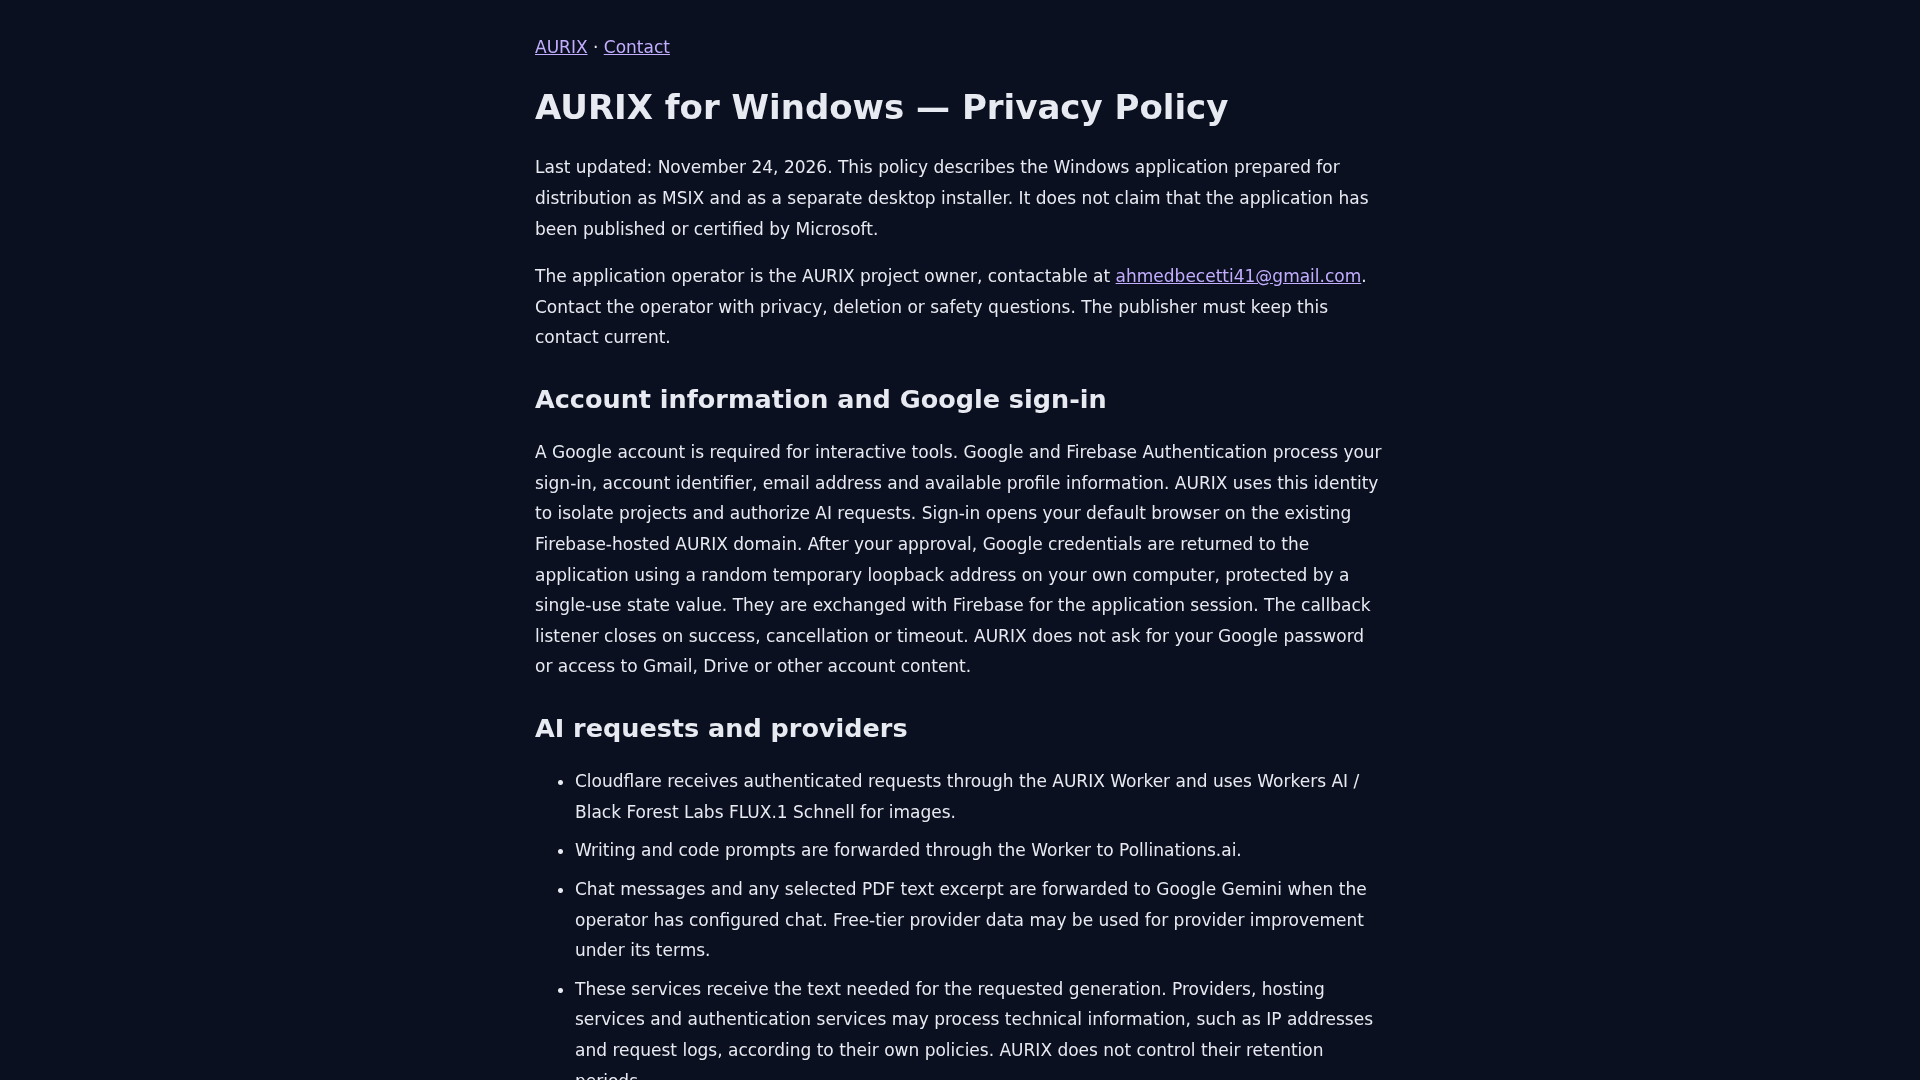 AURIX · Contact
AURIX for Windows — Privacy Policy
Last updated: November 24, 2026. This policy describes the Windows application prepared for
distribution as MSIX and as a separate desktop installer. It does not claim that the application has
been published or certified by Microsoft.
The application operator is the AURIX project owner, contactable at ahmedbecetti41@gmail.com.
Contact the operator with privacy, deletion or safety questions. The publisher must keep this
contact current.
Account information and Google sign-in
A Google account is required for interactive tools. Google and Firebase Authentication process your
sign-in, account identifier, email address and available profile information. AURIX uses this identity
to isolate projects and authorize AI requests. Sign-in opens your default browser on the existing
Firebase-hosted AURIX domain. After your approval, Google credentials are returned to the
application using a random temporary loopback address on your own computer, protected by a
single-use state value. They are exchanged with Firebase for the application session. The callback
listener closes on success, cancellation or timeout. AURIX does not ask for your Google password
or access to Gmail, Drive or other account content.
AI requests and providers
• Cloudflare receives authenticated requests through the AURIX Worker and uses Workers AI /
Black Forest Labs FLUX.1 Schnell for images.
• Writing and code prompts are forwarded through the Worker to Pollinations.ai.
• Chat messages and any selected PDF text excerpt are forwarded to Google Gemini when the
operator has configured chat. Free-tier provider data may be used for provider improvement
under its terms.
• These services receive the text needed for the requested generation. Providers, hosting
services and authentication services may process technical information, such as IP addresses
and request logs, according to their own policies. AURIX does not control their retention
periods.